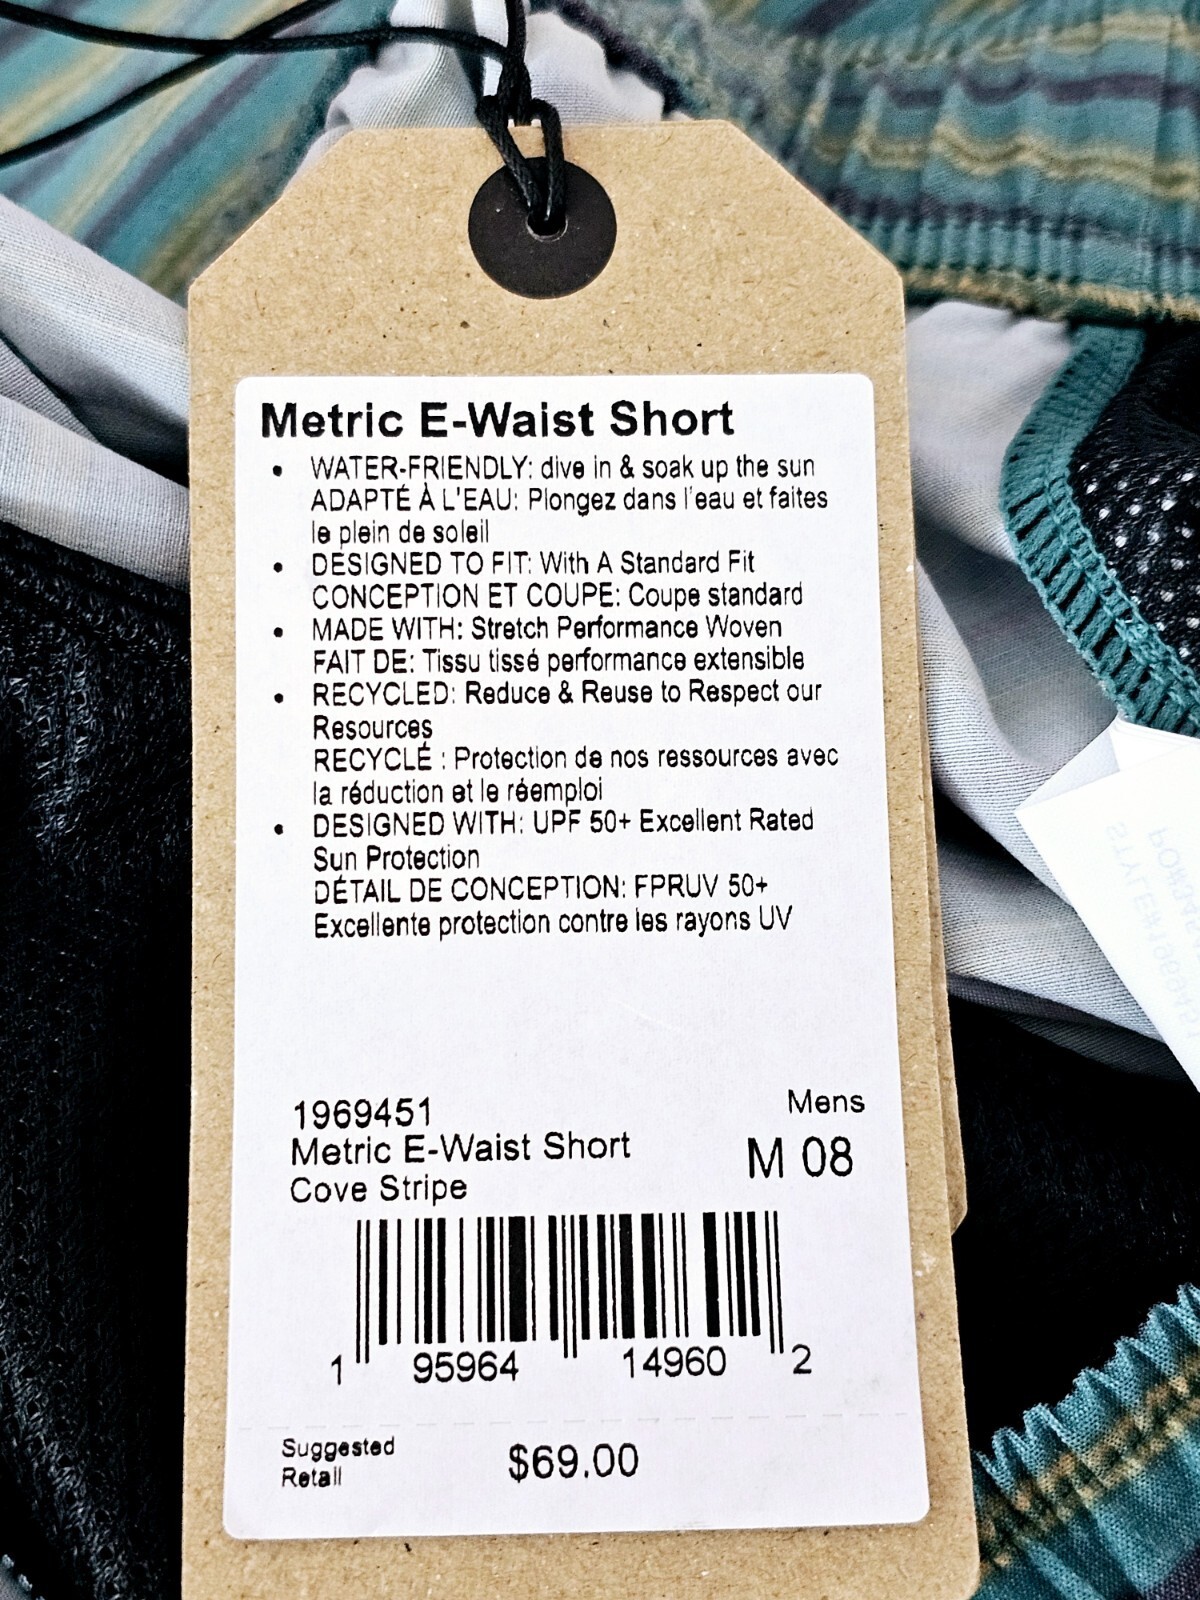 Metric E-Waist Short
• WATER-FRIENDLY: dive in & soak up the sun
ADAPTÉ À L'EAU: Plongez dans l'eau et faites
le plein de soleil
• DESIGNED TO FIT: With A Standard Fit
CONCEPTION ET COUPE: Coupe standard
• MADE WITH: Stretch Performance Woven
FAIT DE: Tissu tissé performance extensible
• RECYCLED: Reduce & Reuse to Respect our
Resources
RECYCLÉ : Protection de nos ressources avec
la réduction et le réemploi
• DESIGNED WITH: UPF 50+ Excellent Rated
Sun Protection
DÉTAIL DE CONCEPTION: FPRUV 50+
Excellente protection contre les rayons UV
1969451
Mens
Metric E-Waist Short
M 08
Cove Stripe
1 95964 14960 2
Suggested
Retail
$69.00